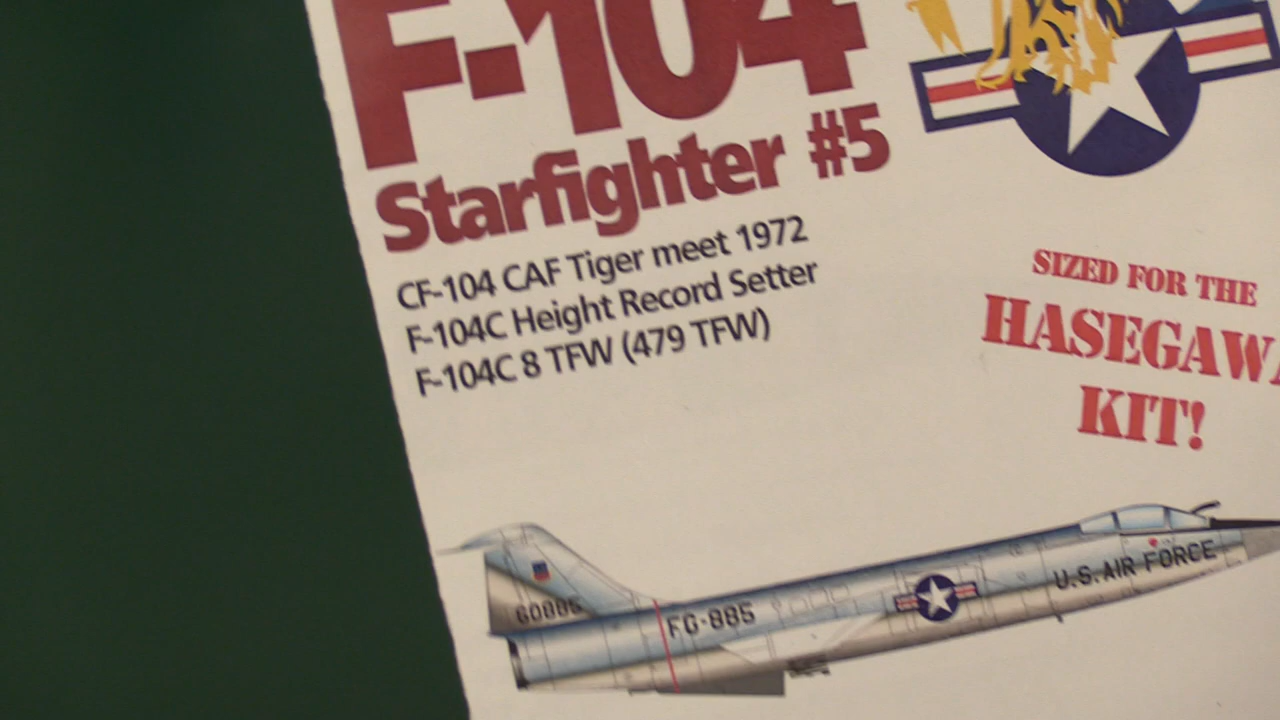 F-104
Starfighter #5
CF-104 CAF Tiger meet 1972
F-104C Height Record Setter
F-104C 8 TFW (479 TFW)
SIZED FOR THE
HASEGAWA
KIT!
60885
FG-885
U.S. AIR FORCE